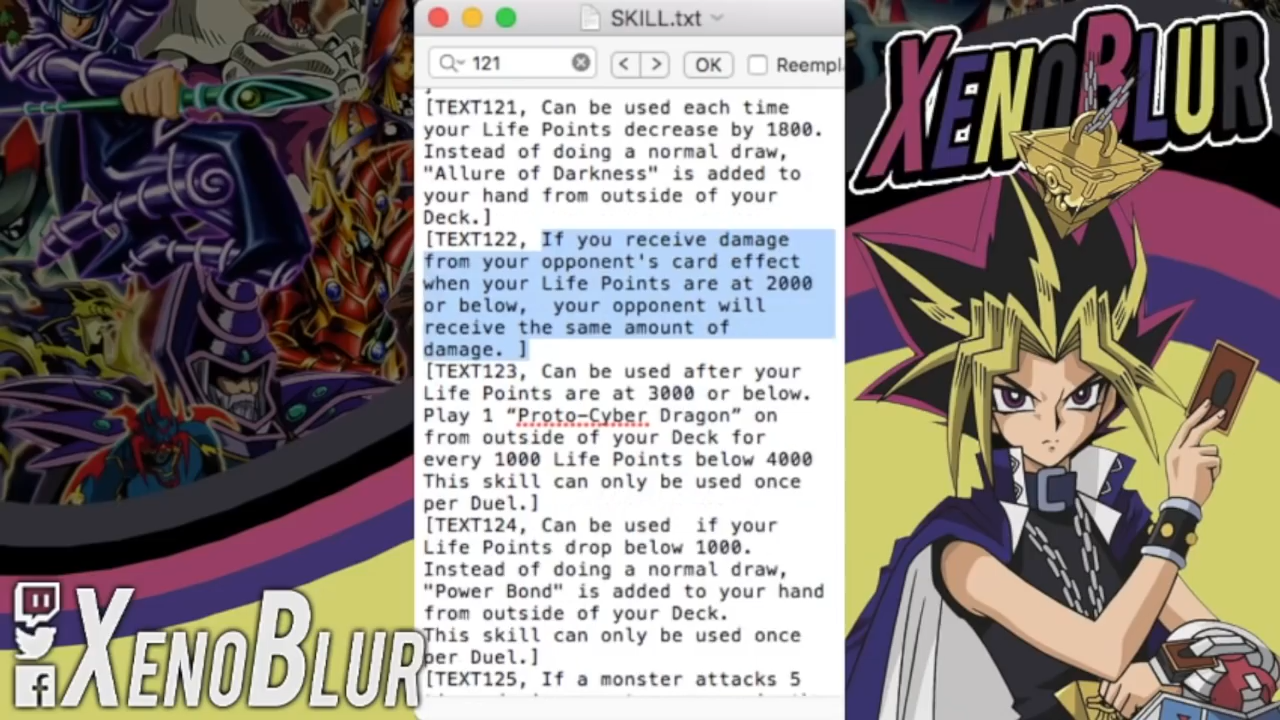 SKILL.txt
121
OK
Reempla
]
[TEXT121, Can be used each time
your Life Points decrease by 1800.
Instead of doing a normal draw,
"Allure of Darkness" is added to
your hand from outside of your
Deck.]
[TEXT122, If you receive damage
from your opponent's card effect
when your Life Points are at 2000
or below,  your opponent will
receive the same amount of
damage. ]
[TEXT123, Can be used after your
Life Points are at 3000 or below.
Play 1 “Proto-Cyber Dragon” on
from outside of your Deck for
every 1000 Life Points below 4000
This skill can only be used once
per Duel.]
[TEXT124, Can be used  if your
Life Points drop below 1000.
Instead of doing a normal draw,
"Power Bond" is added to your hand
from outside of your Deck.
This skill can only be used once
per Duel.]
[TEXT125, If a monster attacks 5
XENOBLUR
XENOBLUR